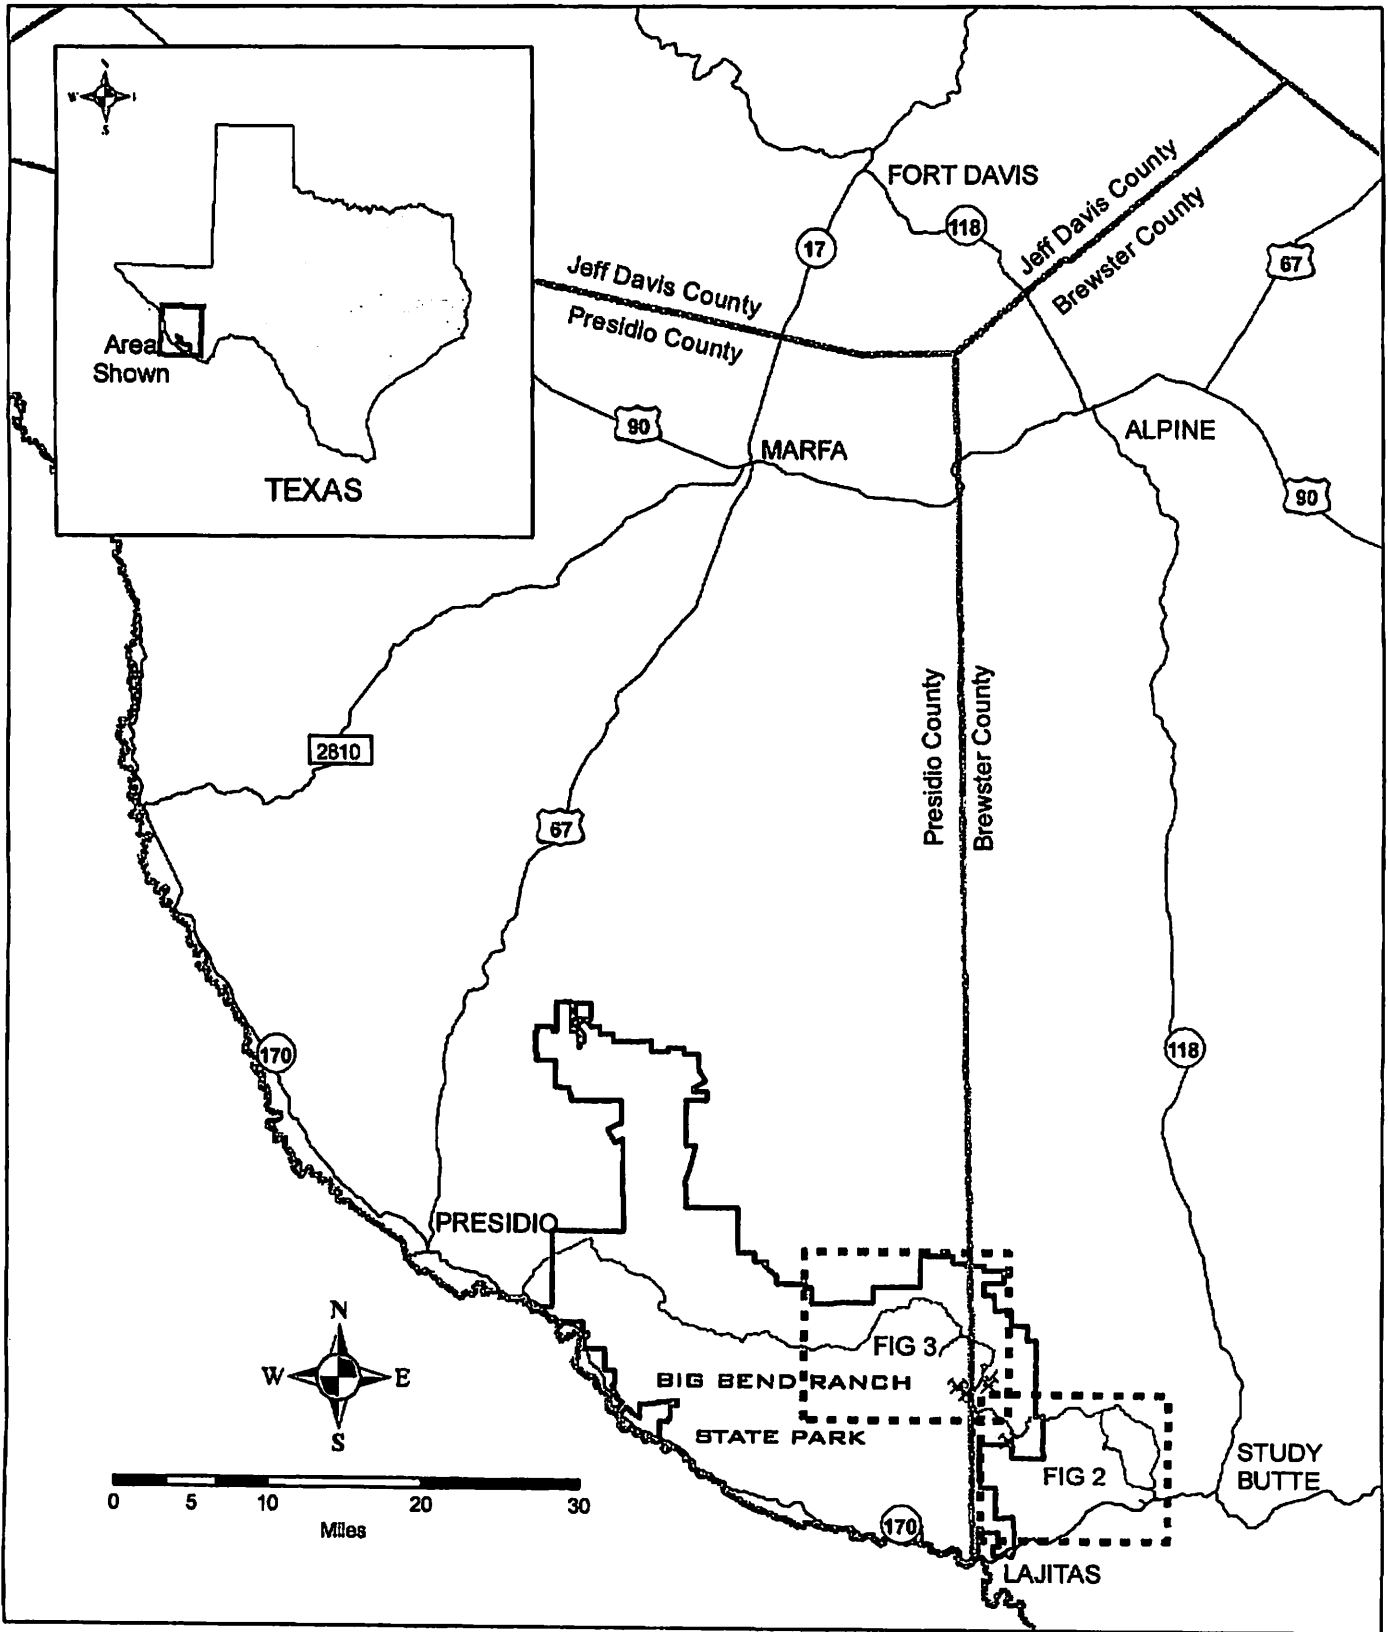 N
W
S
FORT DAVIS
118
17
Jeff Davis County
Brewster County
67
Jeff Davis County
Presidio County
Area
Shown
TEXAS
90
MARFA
ALPINE
90
Presidio County
Brewster County
2810
67
170
118
PRESIDIO
N
W E
S
FIG 3
BIG BEND RANCH
STATE PARK
FIG 2
STUDY
BUTTE
0 5 10 20 30
Miles
170
LAJITAS